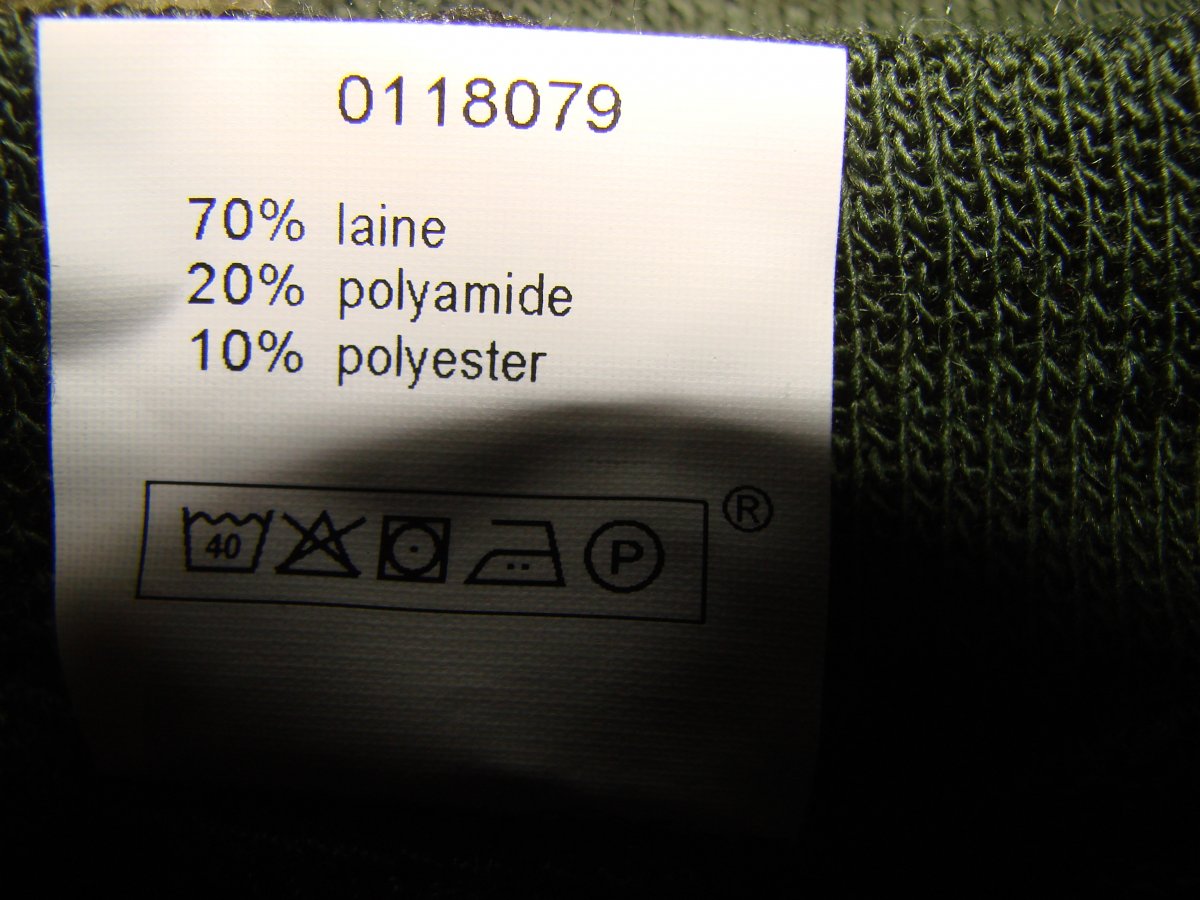 0118079
70% laine
20% polyamide
10% polyester
40 P ®